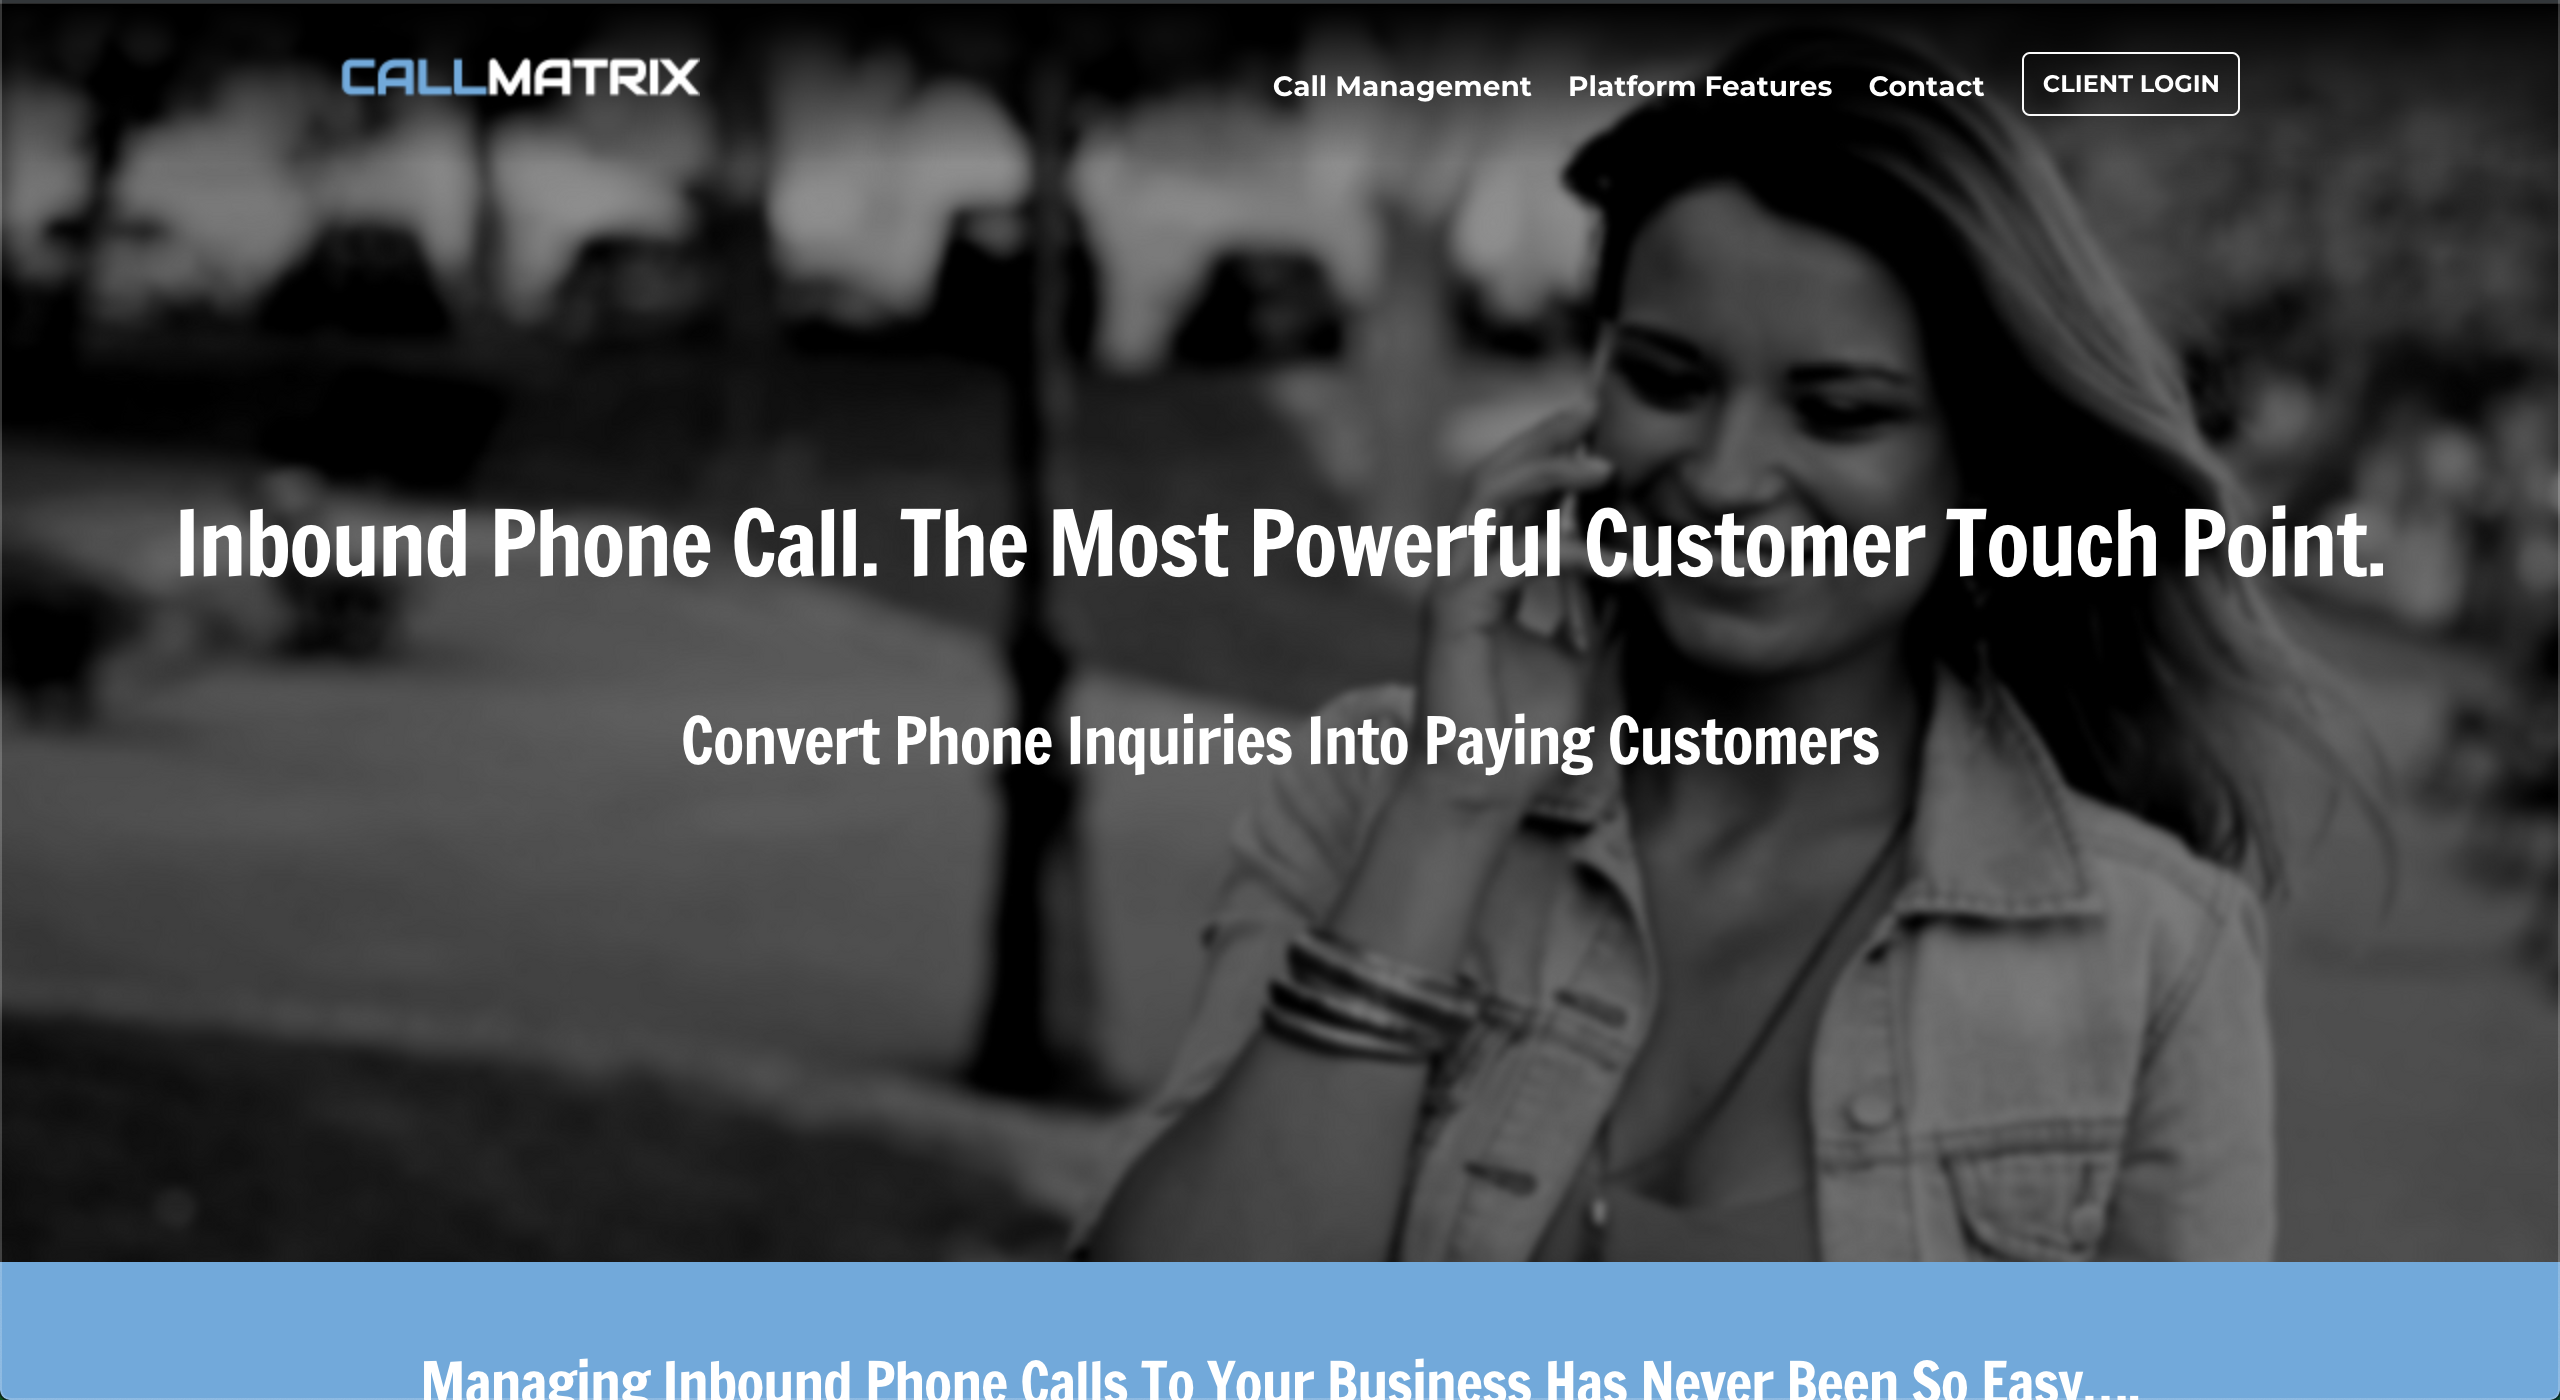 CALLMATRIX
Call Management Platform Features Contact CLIENT LOGIN
Inbound Phone Call. The Most Powerful Customer Touch Point.
Convert Phone Inquiries Into Paying Customers
Managing Inbound Phone Calls To Your Business Has Never Been So Easy....